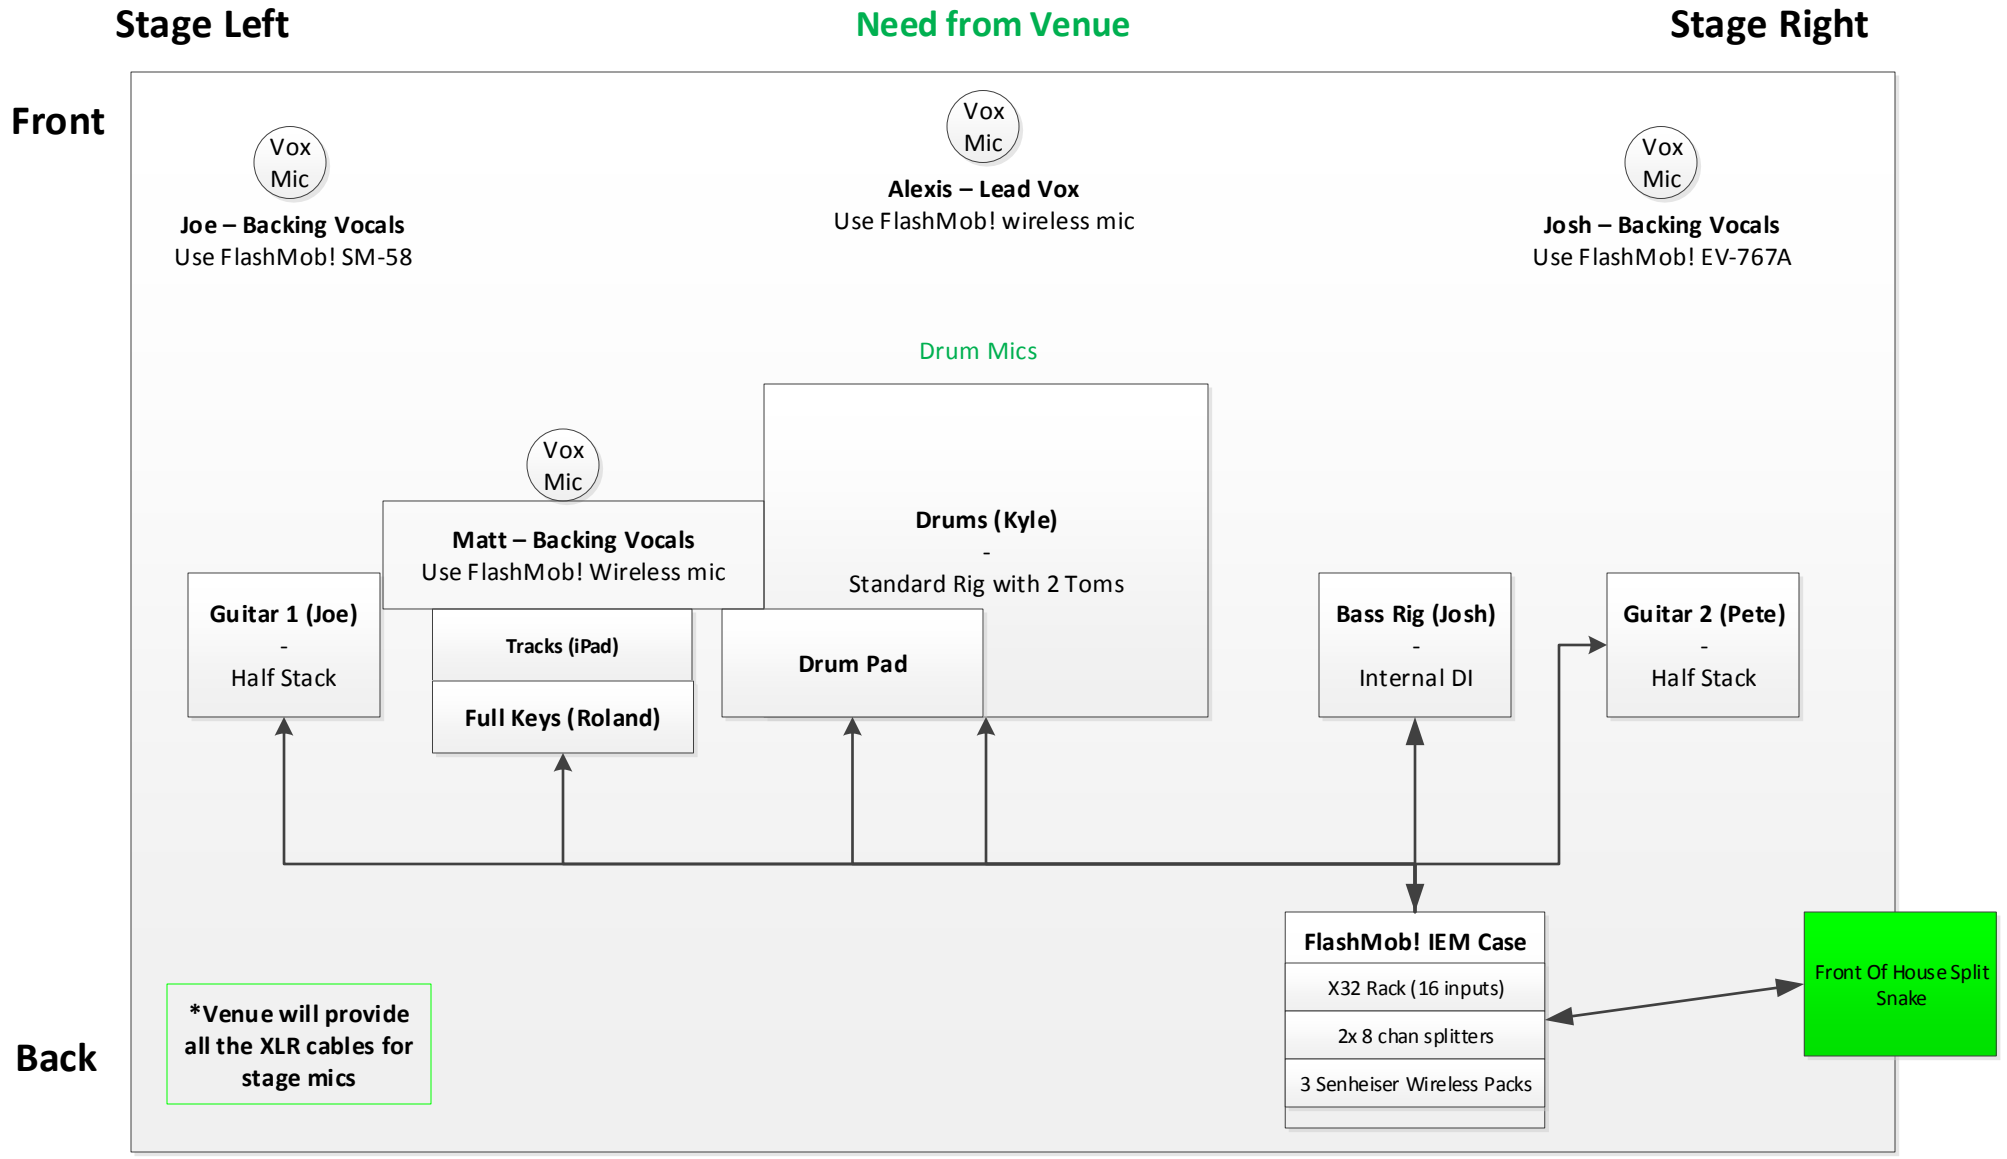 Stage Left
Need from Venue
Stage Right
Front
Vox
Mic
Joe – Backing Vocals
Use FlashMob! SM-58
Vox
Mic
Alexis – Lead Vox
Use FlashMob! wireless mic
Vox
Mic
Josh – Backing Vocals
Use FlashMob! EV-767A
Drum Mics
Vox
Mic
Matt – Backing Vocals
Use FlashMob! Wireless mic
Drums (Kyle)
-
Standard Rig with 2 Toms
Guitar 1 (Joe)
-
Half Stack
Tracks (iPad)
Full Keys (Roland)
Drum Pad
Bass Rig (Josh)
-
Internal DI
Guitar 2 (Pete)
-
Half Stack
FlashMob! IEM Case
X32 Rack (16 inputs)
2x 8 chan splitters
3 Senheiser Wireless Packs
Front Of House Split
Snake
*Venue will provide
all the XLR cables for
stage mics
Back